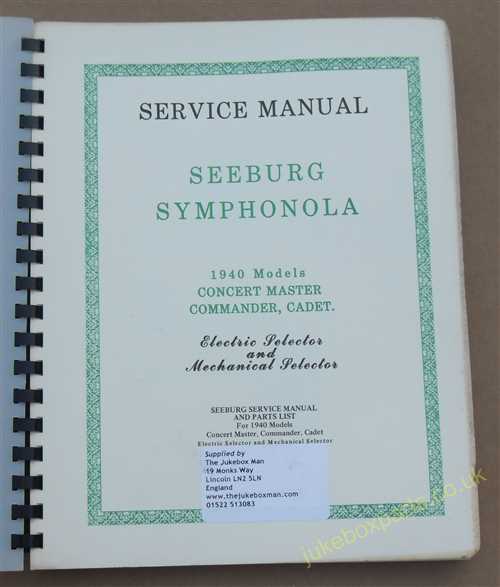 SERVICE MANUAL
SEEBURG
SYMPHONOLA
1940 Models
CONCERT MASTER
COMMANDER, CADET.
Electric Selector
and
Mechanical Selector
SEEBURG SERVICE MANUAL
AND PARTS LIST
For 1940 Models
Concert Master, Commander, Cadet
Electric Selector and Mechanical Selector
Supplied by
The Jukebox Man
19 Monks Way
Lincoln LN2 5LN
England
www.thejukeboxman.com
01522 513083
jukeboxparts.co.uk